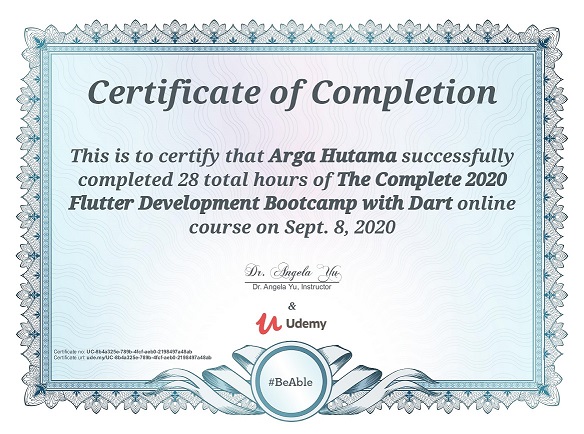 Certificate of Completion
This is to certify that Arga Hutama successfully
completed 28 total hours of The Complete 2020
Flutter Development Bootcamp with Dart online
course on Sept. 8, 2020
Dr. Angela Yu
Dr. Angela Yu, Instructor
&
Udemy
Certificate no: UC-8b4a325e-789b-4fcf-aeb0-2198497a48ab
Certificate url: ude.my/UC-8b4a325e-789b-4fcf-aeb0-2198497a48ab
#BeAble